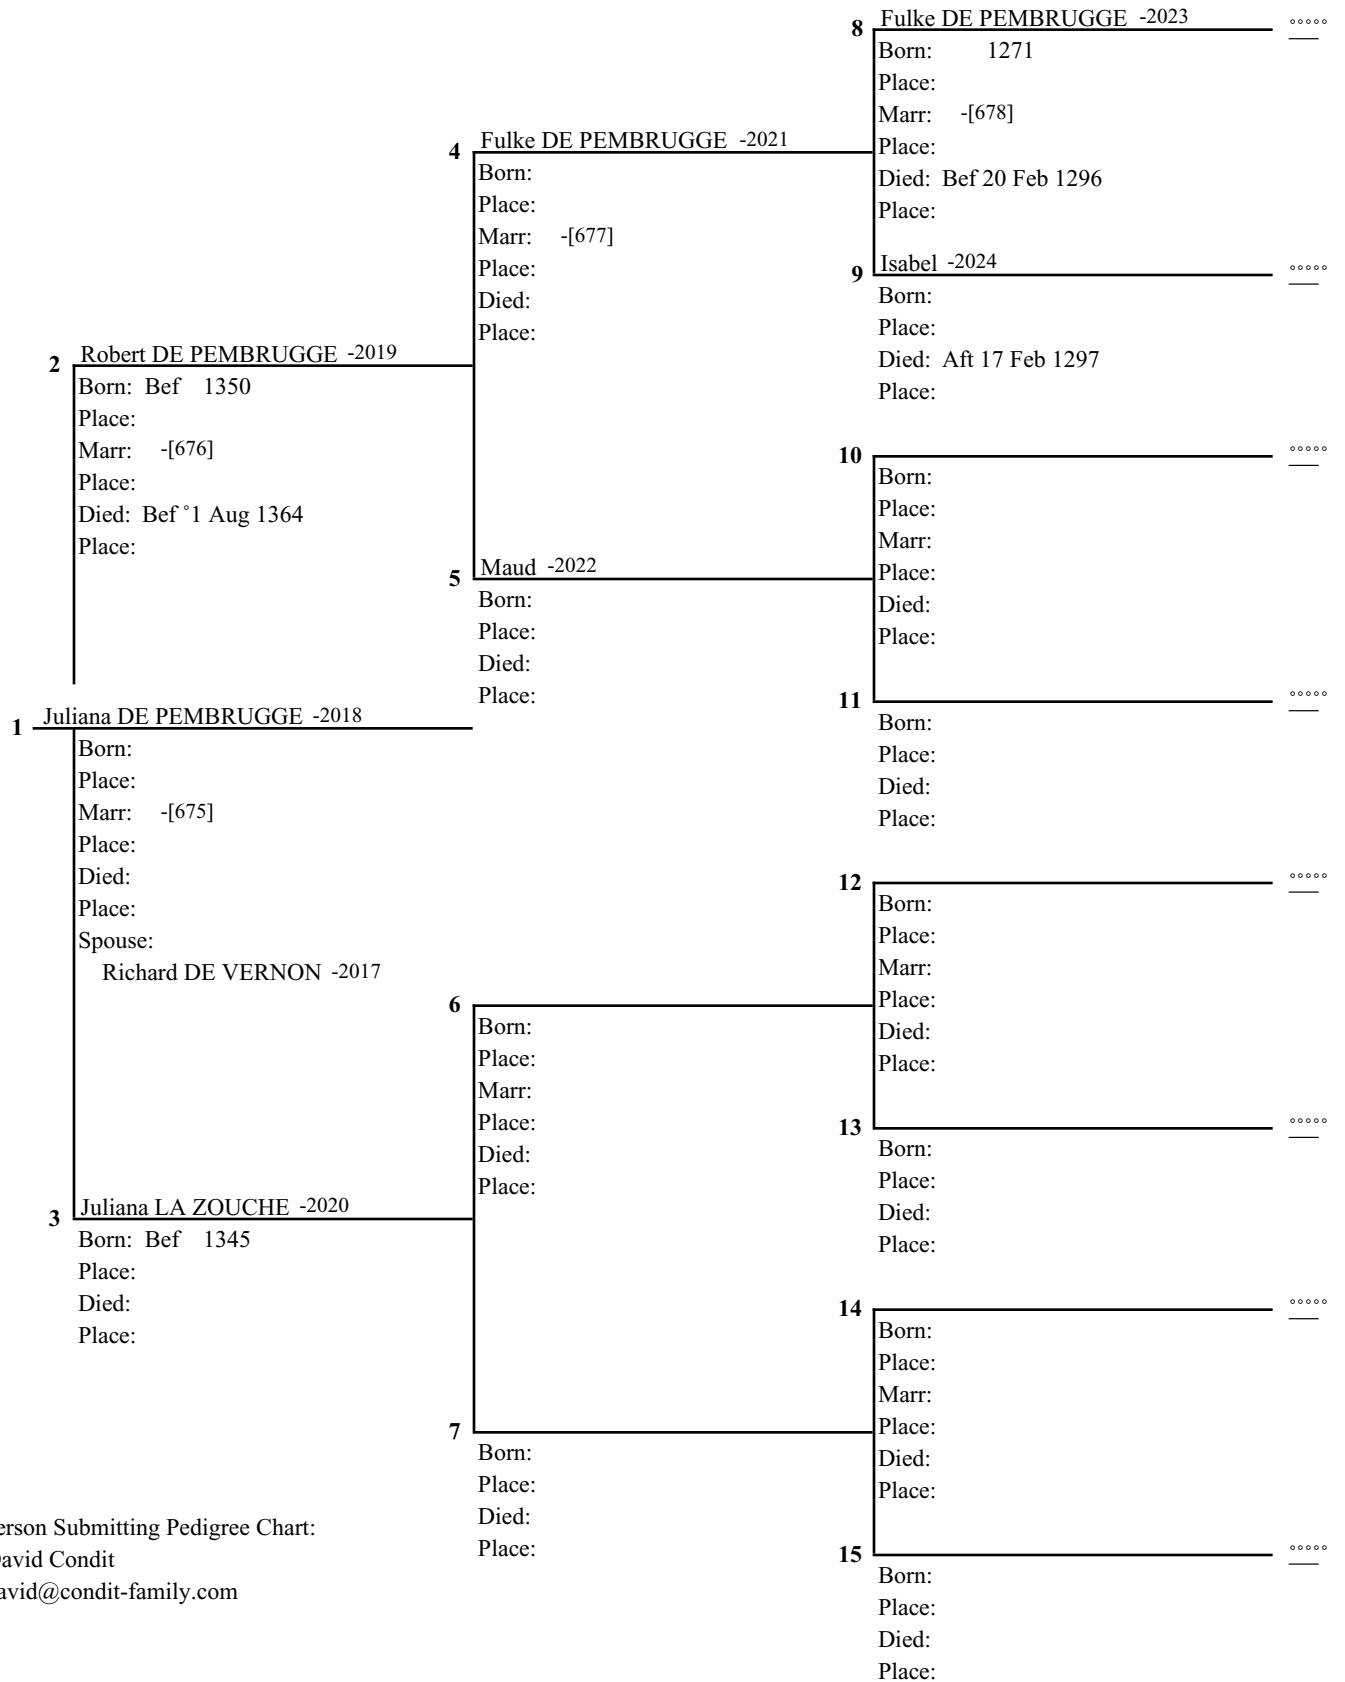 8 Fulke DE PEMBRUGGE -2023 °°°°°
Born: 1271
Place:
Marr: -[678]
Place:
Died: Bef 20 Feb 1296
Place:
4 Fulke DE PEMBRUGGE -2021
Born:
Place:
Marr: -[677]
Place:
Died:
Place:
9 Isabel -2024 °°°°°
Born:
Place:
Died: Aft 17 Feb 1297
Place:
2 Robert DE PEMBRUGGE -2019
Born: Bef 1350
Place:
Marr: -[676]
Place:
Died: Bef °1 Aug 1364
Place:
10 °°°°°
Born:
Place:
Marr:
Place:
Died:
Place:
5 Maud -2022
Born:
Place:
Died:
Place:
11 °°°°°
Born:
Place:
Died:
Place:
1 Juliana DE PEMBRUGGE -2018
Born:
Place:
Marr: -[675]
Place:
Died:
Place:
Spouse:
Richard DE VERNON -2017
12 °°°°°
Born:
Place:
Marr:
Place:
Died:
Place:
6
Born:
Place:
Marr:
Place:
Died:
Place:
13 °°°°°
Born:
Place:
Died:
Place:
3 Juliana LA ZOUCHE -2020
Born: Bef 1345
Place:
Died:
Place:
14 °°°°°
Born:
Place:
Marr:
Place:
Died:
Place:
7
Born:
Place:
Died:
Place:
15 °°°°°
Born:
Place:
Died:
Place:
erson Submitting Pedigree Chart:
avid Condit
avid@condit-family.com